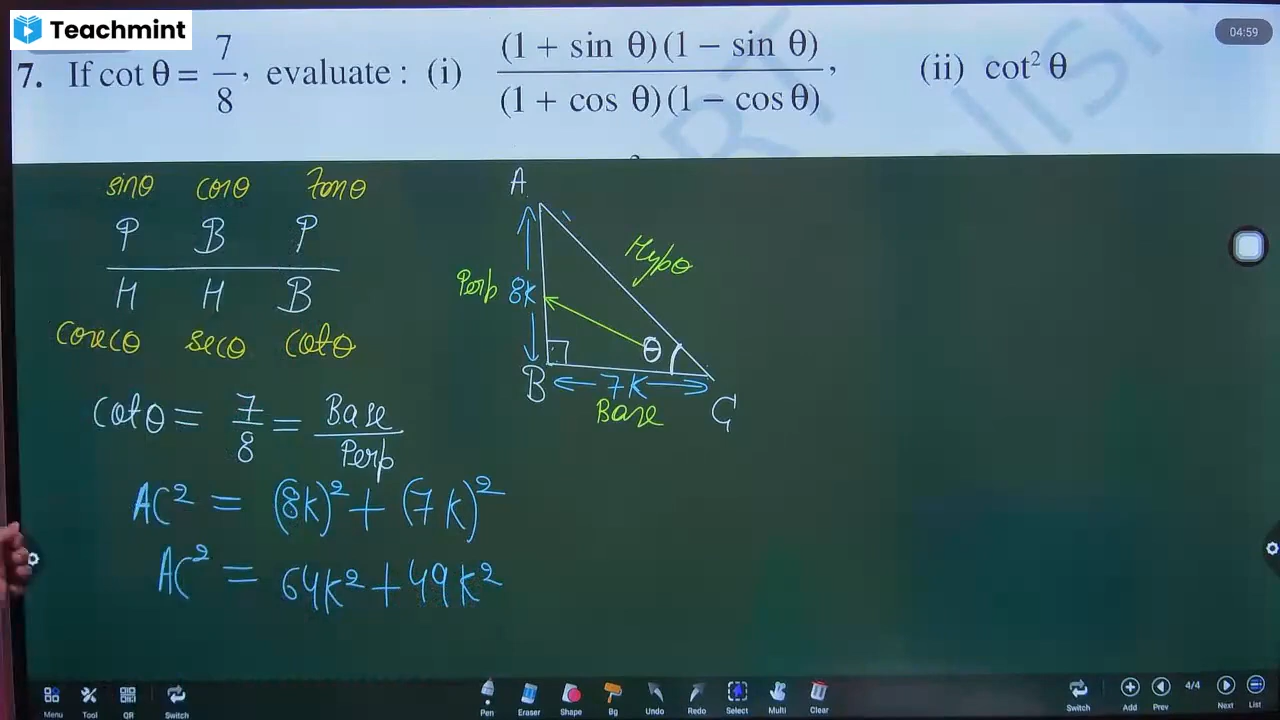 Teachmint
04:59
7. If cot θ = 7/8, evaluate : (i) (1 + sin θ)(1 − sin θ)/(1 + cos θ)(1 − cos θ), (ii) cot² θ
sinθ cosθ Tanθ
P B P
H H B
cosecθ secθ cotθ
A
Hypo
Perp 8k
θ
B 7k C
Base
cotθ = 7/8 = Base/Perp
AC² = (8k)² + (7k)²
AC² = 64k² + 49k²
Menu Tool QR Switch Pen Eraser Shape Bg Undo Redo Select Multi Clear Switch Add Prev 4/4 Next List